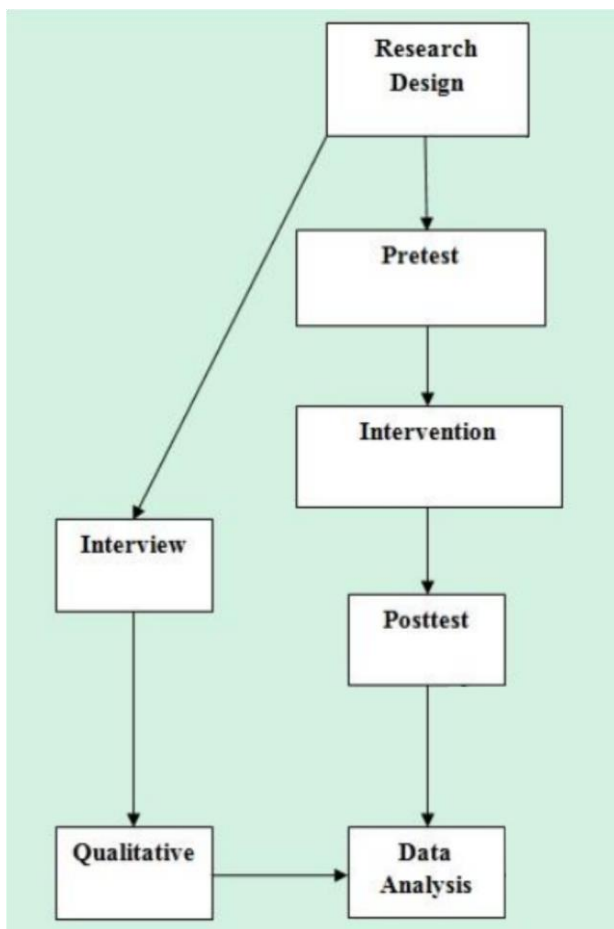 Research
Design
Pretest
Intervention
Interview
Posttest
Qualitative
Data
Analysis